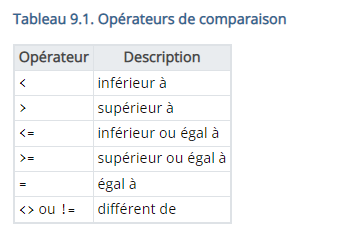 Tableau 9.1. Opérateurs de comparaison
Opérateur Description
< inférieur à
> supérieur à
<= inférieur ou égal à
>= supérieur ou égal à
= égal à
<> ou != différent de